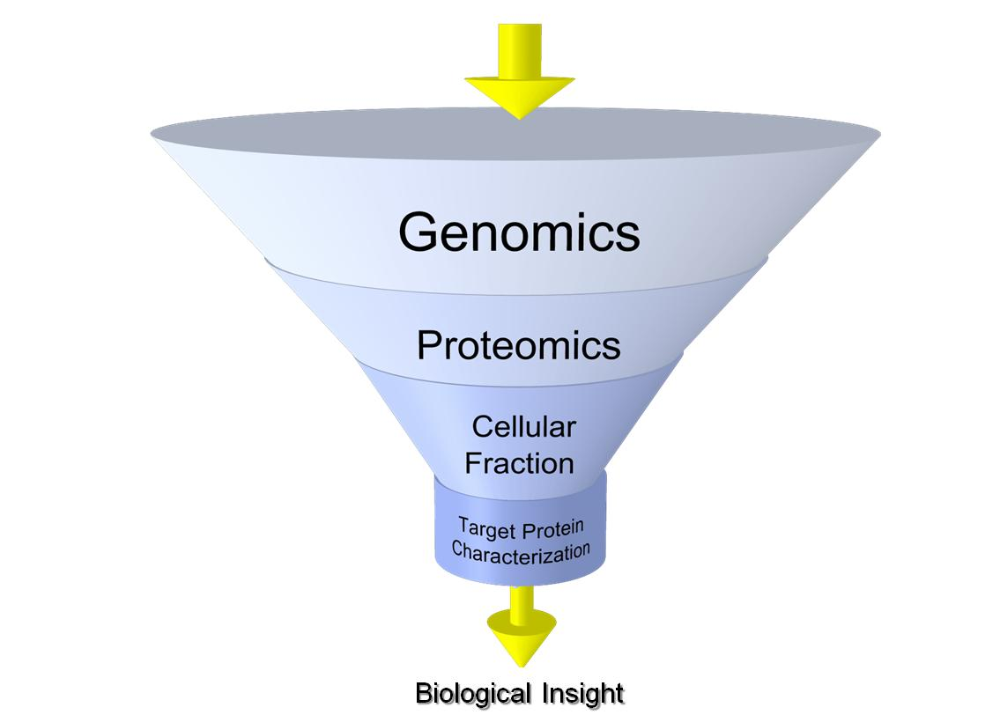 Genomics
Proteomics
Cellular
Fraction
Target Protein
Characterization
Biological Insight